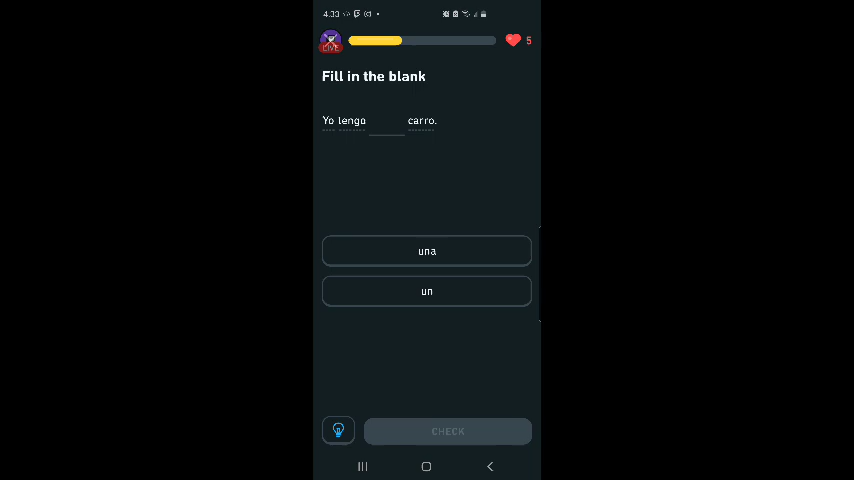 4.33
LIVE
5
Fill in the blank
Yo tengo carro.
una
un
CHECK